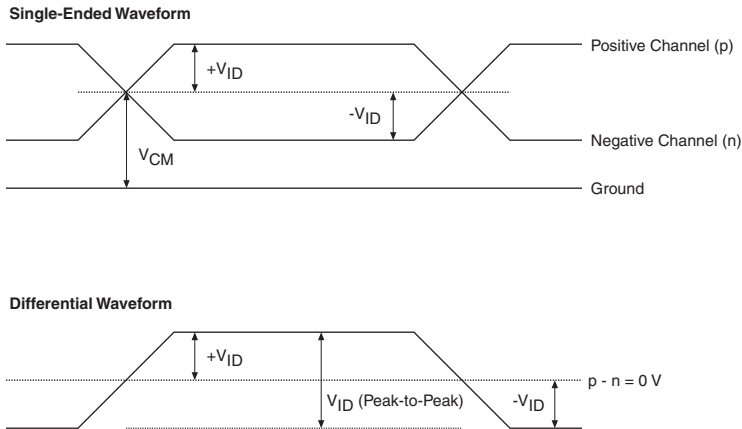 Single-Ended Waveform
Positive Channel (p)
+VID
-VID
Negative Channel (n)
VCM
Ground
Differential Waveform
+VID
p - n = 0 V
VID (Peak-to-Peak)
-VID